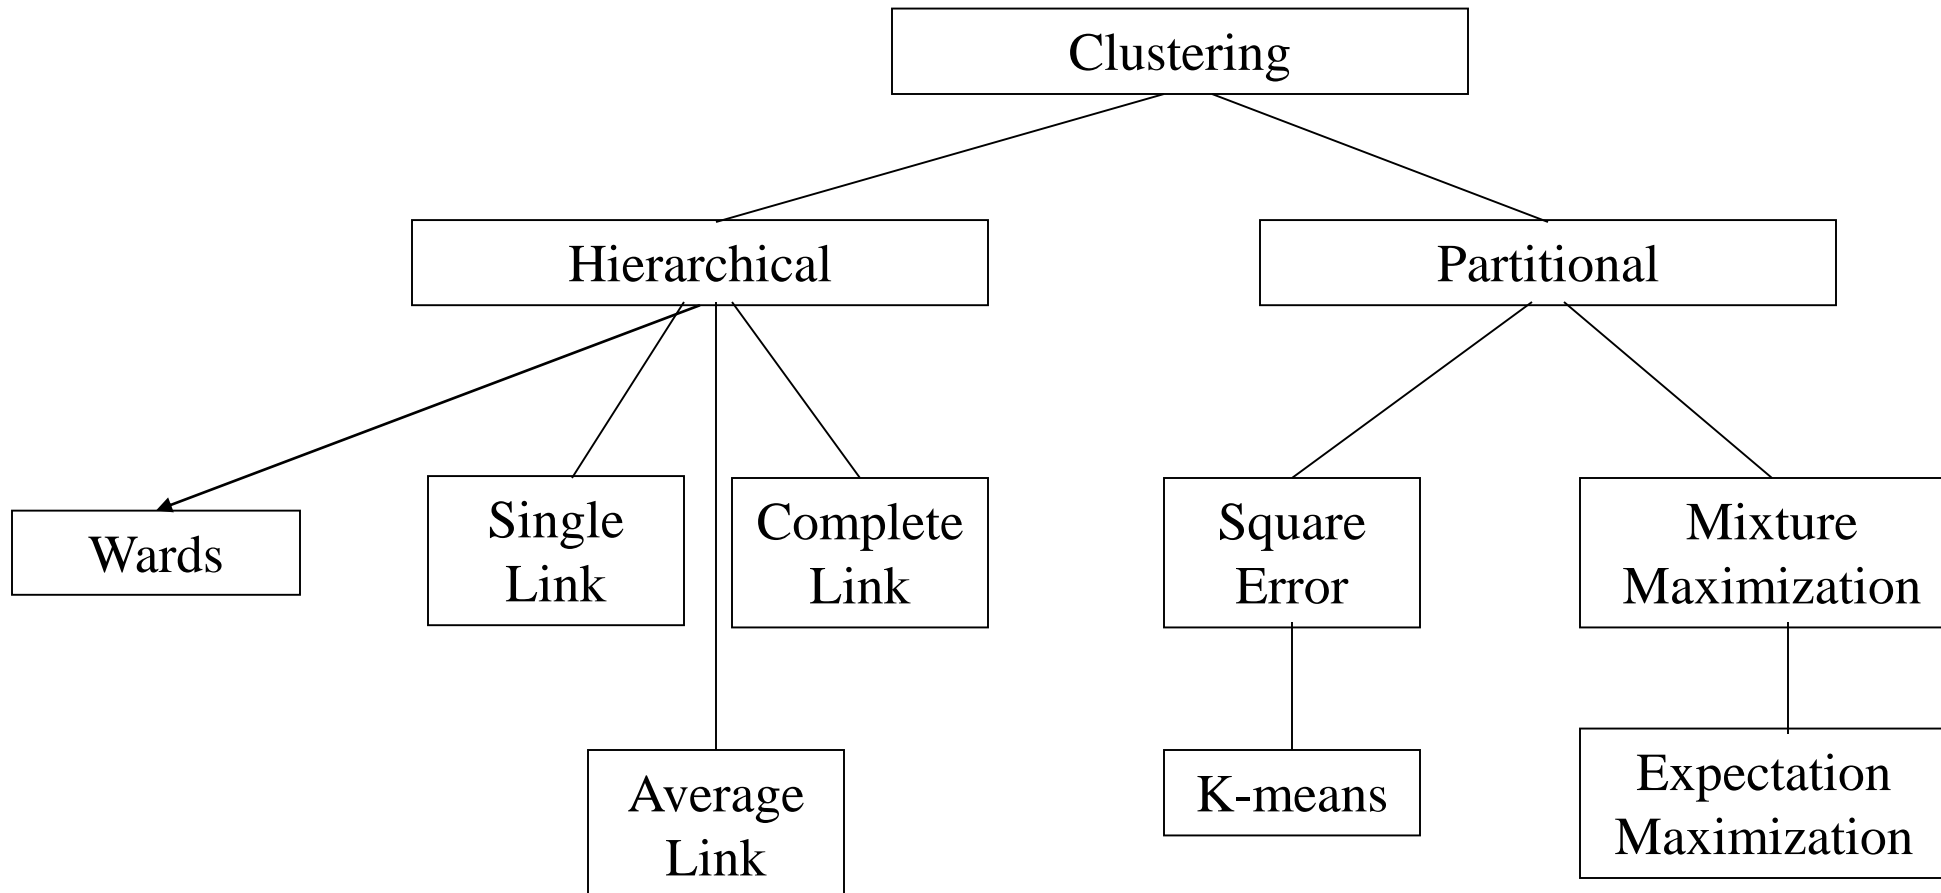 Clustering
Hierarchical
Partitional
Wards
Single
Link
Complete
Link
Square
Error
Mixture
Maximization
Average
Link
K-means
Expectation
Maximization